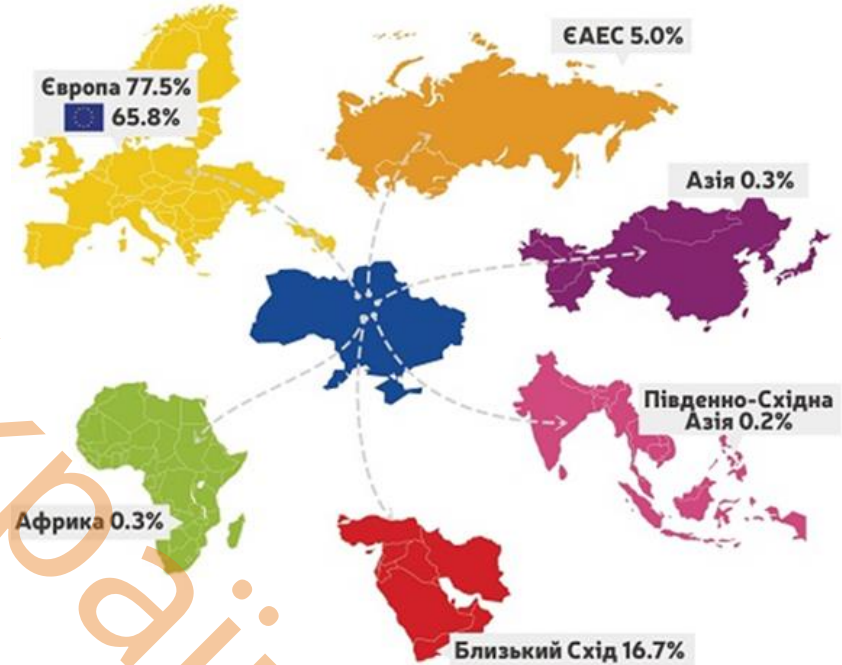 ЄАЕС 5.0%
Європа 77.5%
65.8%
Азія 0.3%
Південно-Східна
Азія 0.2%
Африка 0.3%
Близький Схід 16.7%